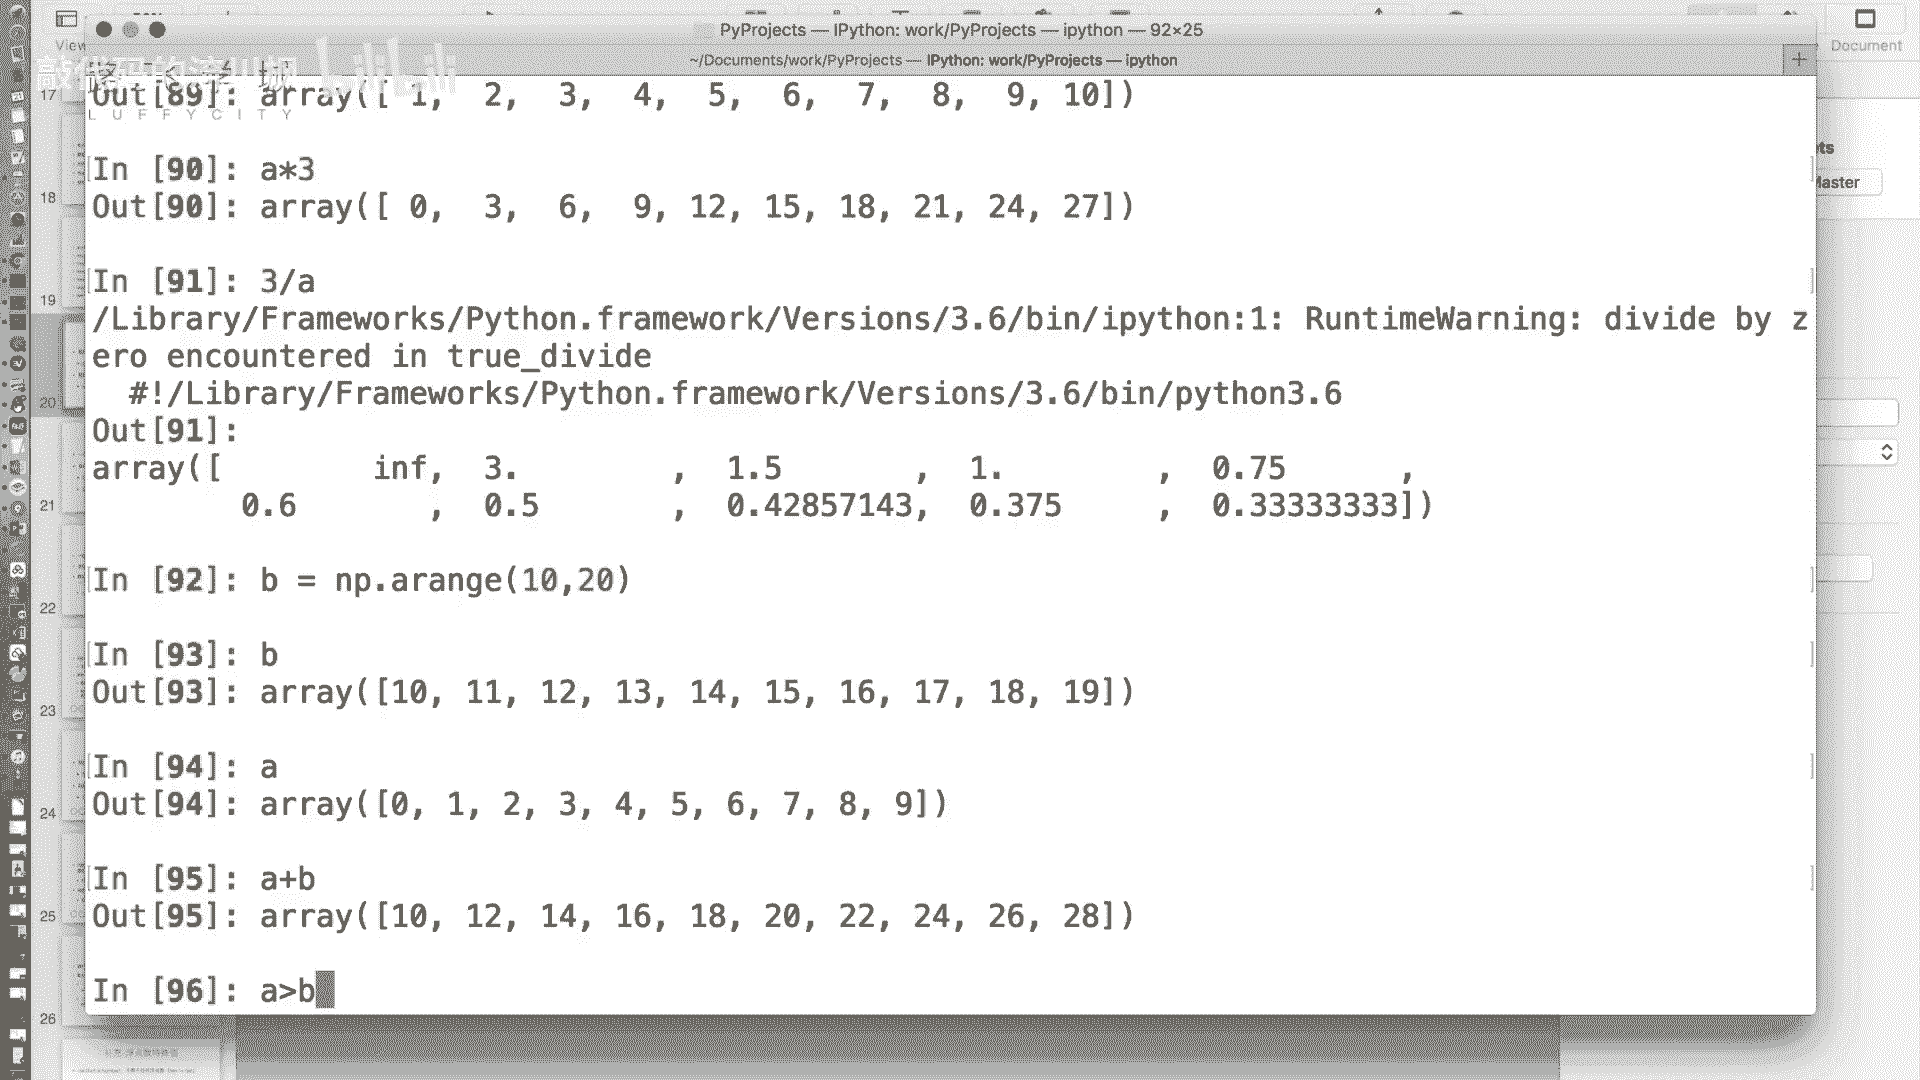 View
Document
PyProjects — IPython: work/PyProjects — ipython — 92×25
~/Documents/work/PyProjects — IPython: work/PyProjects — ipython
+
bilibili
LUFFYCITY
Out[89]: array([ 1,  2,  3,  4,  5,  6,  7,  8,  9, 10])
In [90]: a*3
Out[90]: array([ 0,  3,  6,  9, 12, 15, 18, 21, 24, 27])
In [91]: 3/a
/Library/Frameworks/Python.framework/Versions/3.6/bin/ipython:1: RuntimeWarning: divide by z
ero encountered in true_divide
  #!/Library/Frameworks/Python.framework/Versions/3.6/bin/python3.6
Out[91]:
array([        inf,  3.        ,  1.5       ,  1.        ,  0.75      ,
        0.6       ,  0.5       ,  0.42857143,  0.375     ,  0.33333333])
In [92]: b = np.arange(10,20)
In [93]: b
Out[93]: array([10, 11, 12, 13, 14, 15, 16, 17, 18, 19])
In [94]: a
Out[94]: array([0, 1, 2, 3, 4, 5, 6, 7, 8, 9])
In [95]: a+b
Out[95]: array([10, 12, 14, 16, 18, 20, 22, 24, 26, 28])
In [96]: a>b
17
18
19
20
21
22
23
24
25
26
ts
Master